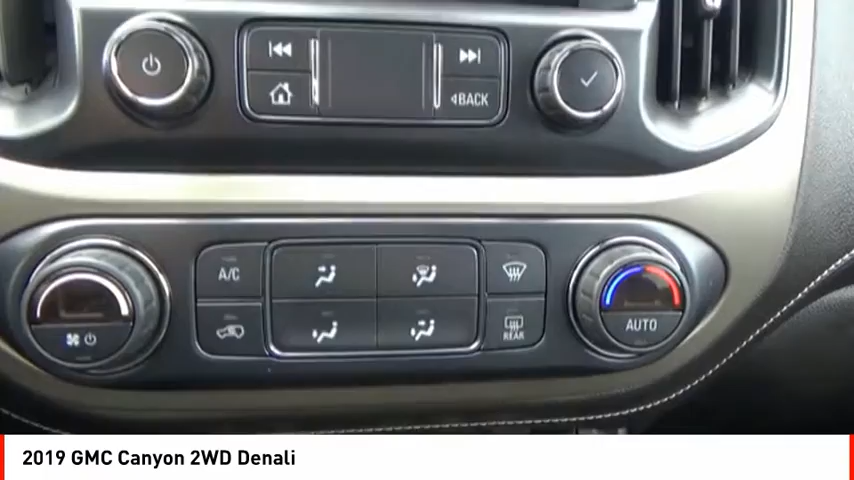 BACK
A/C
REAR
AUTO
2019 GMC Canyon 2WD Denali